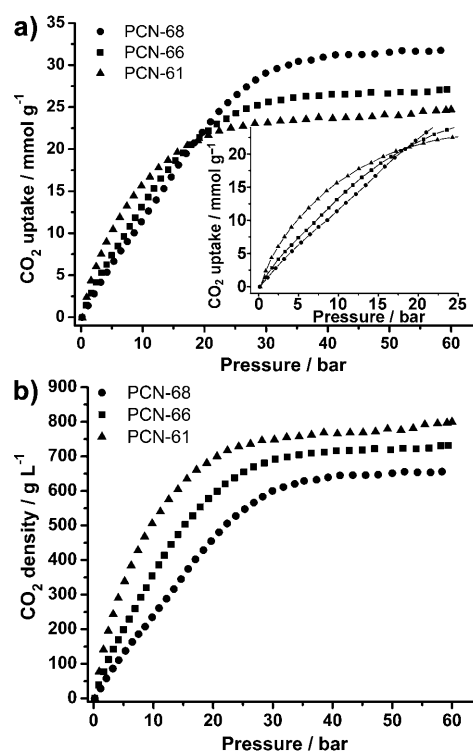 a)
35
30
25
20
15
10
5
0
CO₂ uptake / mmol g⁻¹
PCN-68
PCN-66
PCN-61
20
15
10
5
0
CO₂ uptake / mmol g⁻¹
0 5 10 15 20 25
Pressure / bar
0 10 20 30 40 50 60
Pressure / bar
b)
900
800
700
600
500
400
300
200
100
0
CO₂ density / g L⁻¹
PCN-68
PCN-66
PCN-61
0 10 20 30 40 50 60
Pressure / bar